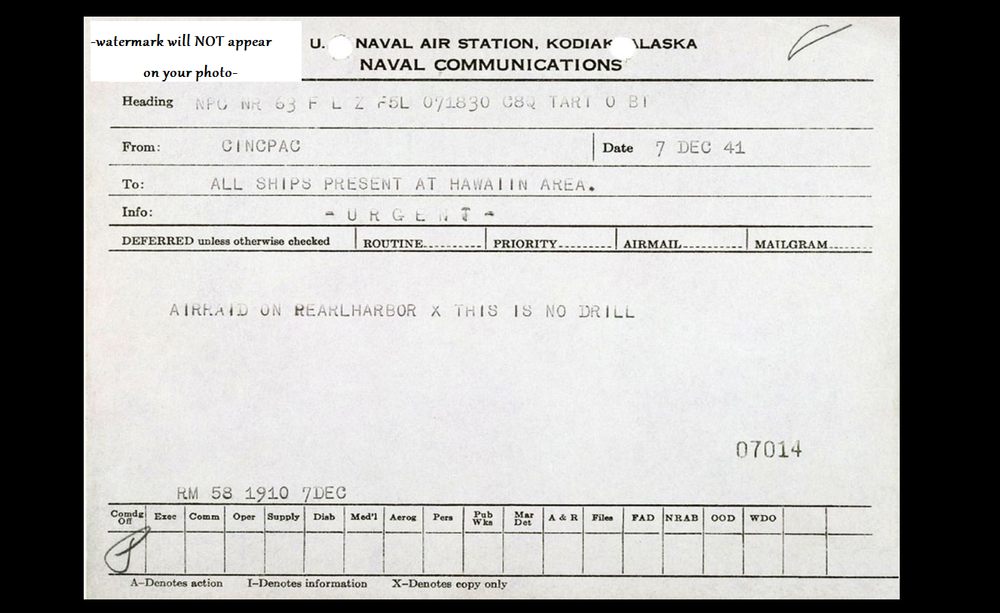 -watermark will NOT appear
on your photo-
U. NAVAL AIR STATION, KODIAK ALASKA
NAVAL COMMUNICATIONS
Heading NPG NR 63 F L Z F5L 071830 C8Q TART O BT
From: CINCPAC Date 7 DEC 41
To: ALL SHIPS PRESENT AT HAWAIIN AREA.
Info: - U R G E N T -
DEFERRED unless otherwise checked ROUTINE PRIORITY AIRMAIL MAILGRAM
AIRRAID ON PEARLHARBOR X THIS IS NO DRILL
07014
RM 58 1910 7DEC
Comdg Off Exec Comm Oper Supply Disb Med'l Aerog Pers Pub Wks Mar Det A & R Files FAD NRAB OOD WDO
A–Denotes action I–Denotes information X–Denotes copy only